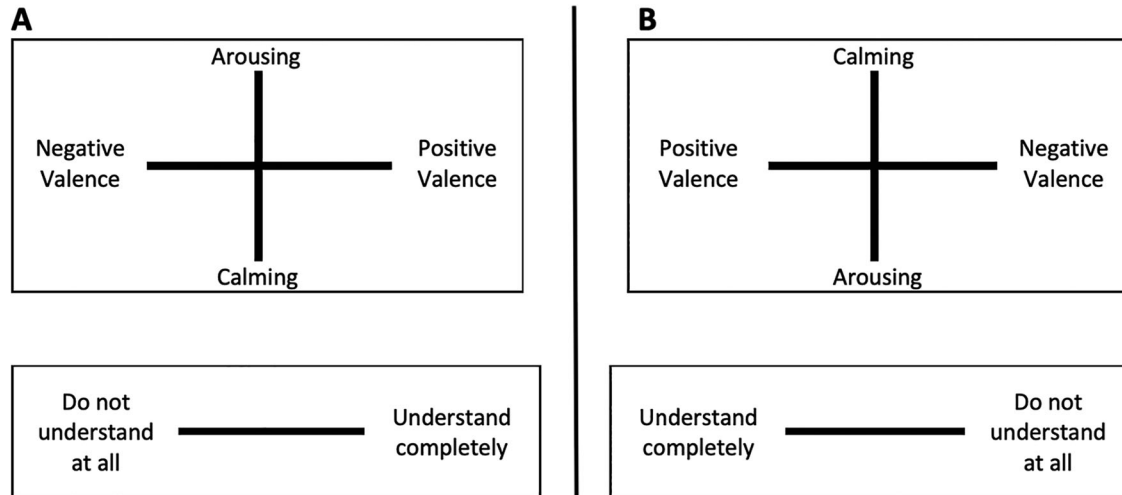 A
Arousing
Negative
Valence
Positive
Valence
Calming
Do not
understand
at all
Understand
completely
B
Calming
Positive
Valence
Negative
Valence
Arousing
Understand
completely
Do not
understand
at all